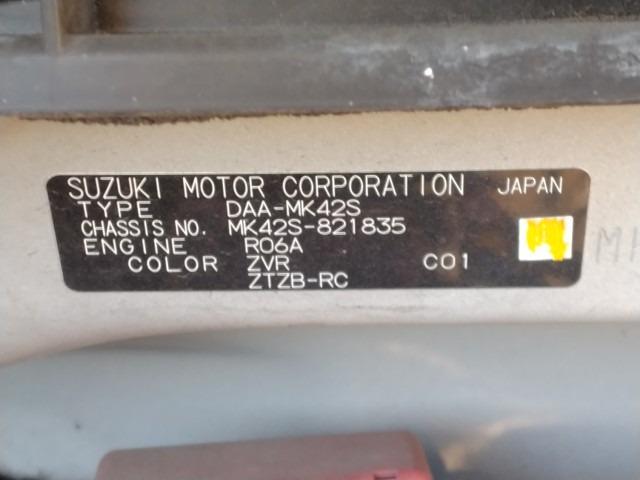 SUZUKI MOTOR CORPORATION JAPAN
TYPE DAA-MK42S
CHASSIS NO. MK42S-821835
ENGINE R06A
COLOR ZVR C01
ZTZB-RC